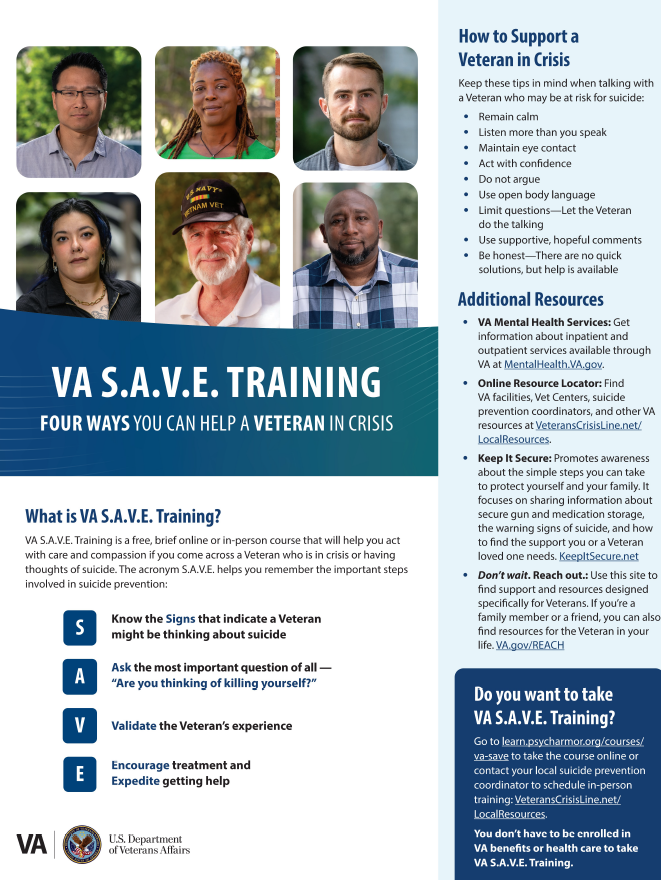 U.S. NAVY
VIETNAM VET
VA S.A.V.E. TRAINING
FOUR WAYS YOU CAN HELP A VETERAN IN CRISIS
What is VA S.A.V.E. Training?
VA S.A.V.E. Training is a free, brief online or in-person course that will help you act
with care and compassion if you come across a Veteran who is in crisis or having
thoughts of suicide. The acronym S.A.V.E. helps you remember the important steps
involved in suicide prevention:
S
Know the Signs that indicate a Veteran
might be thinking about suicide
A
Ask the most important question of all —
“Are you thinking of killing yourself?”
V
Validate the Veteran’s experience
E
Encourage treatment and
Expedite getting help
VA
U.S. Department
of Veterans Affairs
How to Support a
Veteran in Crisis
Keep these tips in mind when talking with
a Veteran who may be at risk for suicide:
• Remain calm
• Listen more than you speak
• Maintain eye contact
• Act with confidence
• Do not argue
• Use open body language
• Limit questions—Let the Veteran
do the talking
• Use supportive, hopeful comments
• Be honest—There are no quick
solutions, but help is available
Additional Resources
• VA Mental Health Services: Get
information about inpatient and
outpatient services available through
VA at MentalHealth.VA.gov.
• Online Resource Locator: Find
VA facilities, Vet Centers, suicide
prevention coordinators, and other VA
resources at VeteransCrisisLine.net/
LocalResources.
• Keep It Secure: Promotes awareness
about the simple steps you can take
to protect yourself and your family. It
focuses on sharing information about
secure gun and medication storage,
the warning signs of suicide, and how
to find the support you or a Veteran
loved one needs. KeepItSecure.net
• Don’t wait. Reach out.: Use this site to
find support and resources designed
specifically for Veterans. If you’re a
family member or a friend, you can also
find resources for the Veteran in your
life. VA.gov/REACH
Do you want to take
VA S.A.V.E. Training?
Go to learn.psycharmor.org/courses/
va-save to take the course online or
contact your local suicide prevention
coordinator to schedule in-person
training: VeteransCrisisLine.net/
LocalResources.
You don’t have to be enrolled in
VA benefits or health care to take
VA S.A.V.E. Training.